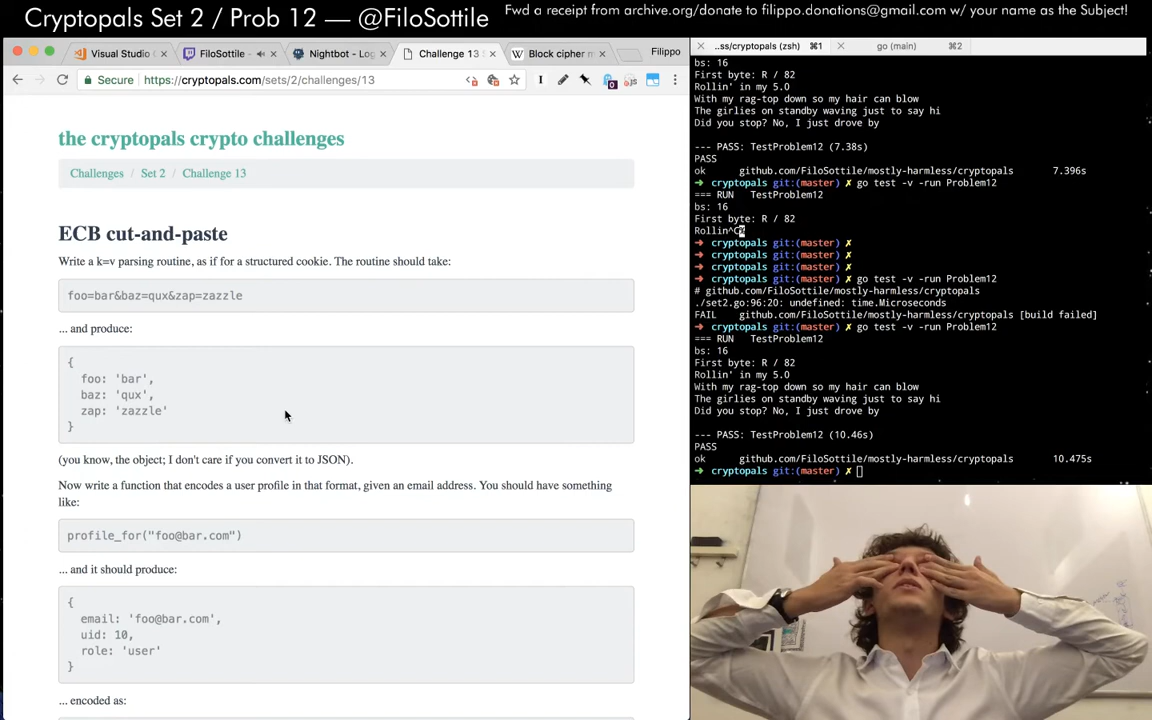 Cryptopals Set 2 / Prob 12 — @FiloSottile
Fwd a receipt from archive.org/donate to filippo.donations@gmail.com w/ your name as the Subject!
Visual Studio
FiloSottile -
Nightbot - Log
Challenge 13
Block cipher m
Filippo
Secure
https://cryptopals.com/sets/2/challenges/13
the cryptopals crypto challenges
Challenges / Set 2 / Challenge 13
ECB cut-and-paste
Write a k=v parsing routine, as if for a structured cookie. The routine should take:
foo=bar&baz=qux&zap=zazzle
... and produce:
{
foo: 'bar',
baz: 'qux',
zap: 'zazzle'
}
(you know, the object; I don't care if you convert it to JSON).
Now write a function that encodes a user profile in that format, given an email address. You should have something
like:
profile_for("foo@bar.com")
... and it should produce:
{
email: 'foo@bar.com',
uid: 10,
role: 'user'
}
... encoded as:
..ss/cryptopals (zsh) ⌘1
go (main) ⌘2
bs: 16
First byte: R / 82
Rollin' in my 5.0
With my rag-top down so my hair can blow
The girlies on standby waving just to say hi
Did you stop? No, I just drove by
--- PASS: TestProblem12 (7.38s)
PASS
ok github.com/FiloSottile/mostly-harmless/cryptopals 7.396s
➜ cryptopals git:(master) ✗ go test -v -run Problem12
=== RUN TestProblem12
bs: 16
First byte: R / 82
Rollin^C%
➜ cryptopals git:(master) ✗
➜ cryptopals git:(master) ✗
➜ cryptopals git:(master) ✗
➜ cryptopals git:(master) ✗ go test -v -run Problem12
# github.com/FiloSottile/mostly-harmless/cryptopals
./set2.go:96:20: undefined: time.Microseconds
FAIL github.com/FiloSottile/mostly-harmless/cryptopals [build failed]
➜ cryptopals git:(master) ✗ go test -v -run Problem12
=== RUN TestProblem12
bs: 16
First byte: R / 82
Rollin' in my 5.0
With my rag-top down so my hair can blow
The girlies on standby waving just to say hi
Did you stop? No, I just drove by
--- PASS: TestProblem12 (10.46s)
PASS
ok github.com/FiloSottile/mostly-harmless/cryptopals 10.475s
➜ cryptopals git:(master) ✗